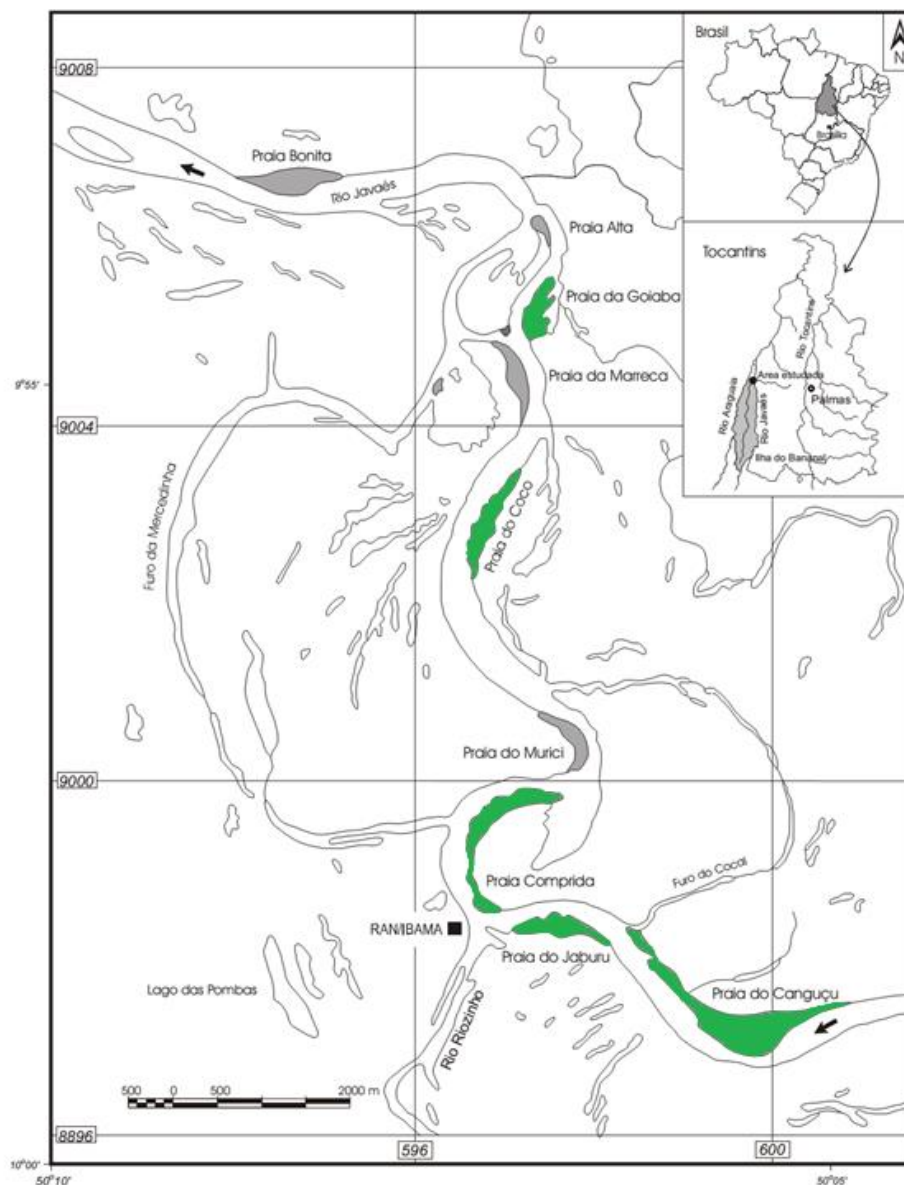 Brasil
N
9008
Brasília
Praia Bonita
Rio Javaés
Praia Alta
Tocantins
Praia da Goiaba
Rio Tocantins
Praia da Marreca
9°55'
Area estudada
Palmas
Rio Araguaia
Rio Javaés
9004
Ilha do Bananal
Furo da Mercedinha
Praia do Coco
Praia do Murici
9000
Praia Comprida
Furo do Cocal
RAN/IBAMA
Praia do Jaburu
Lago das Pombas
Praia do Canguçu
Rio Riozinho
500 0 500 2000 m
8896
596
600
10°00'
50°10'
50°05'